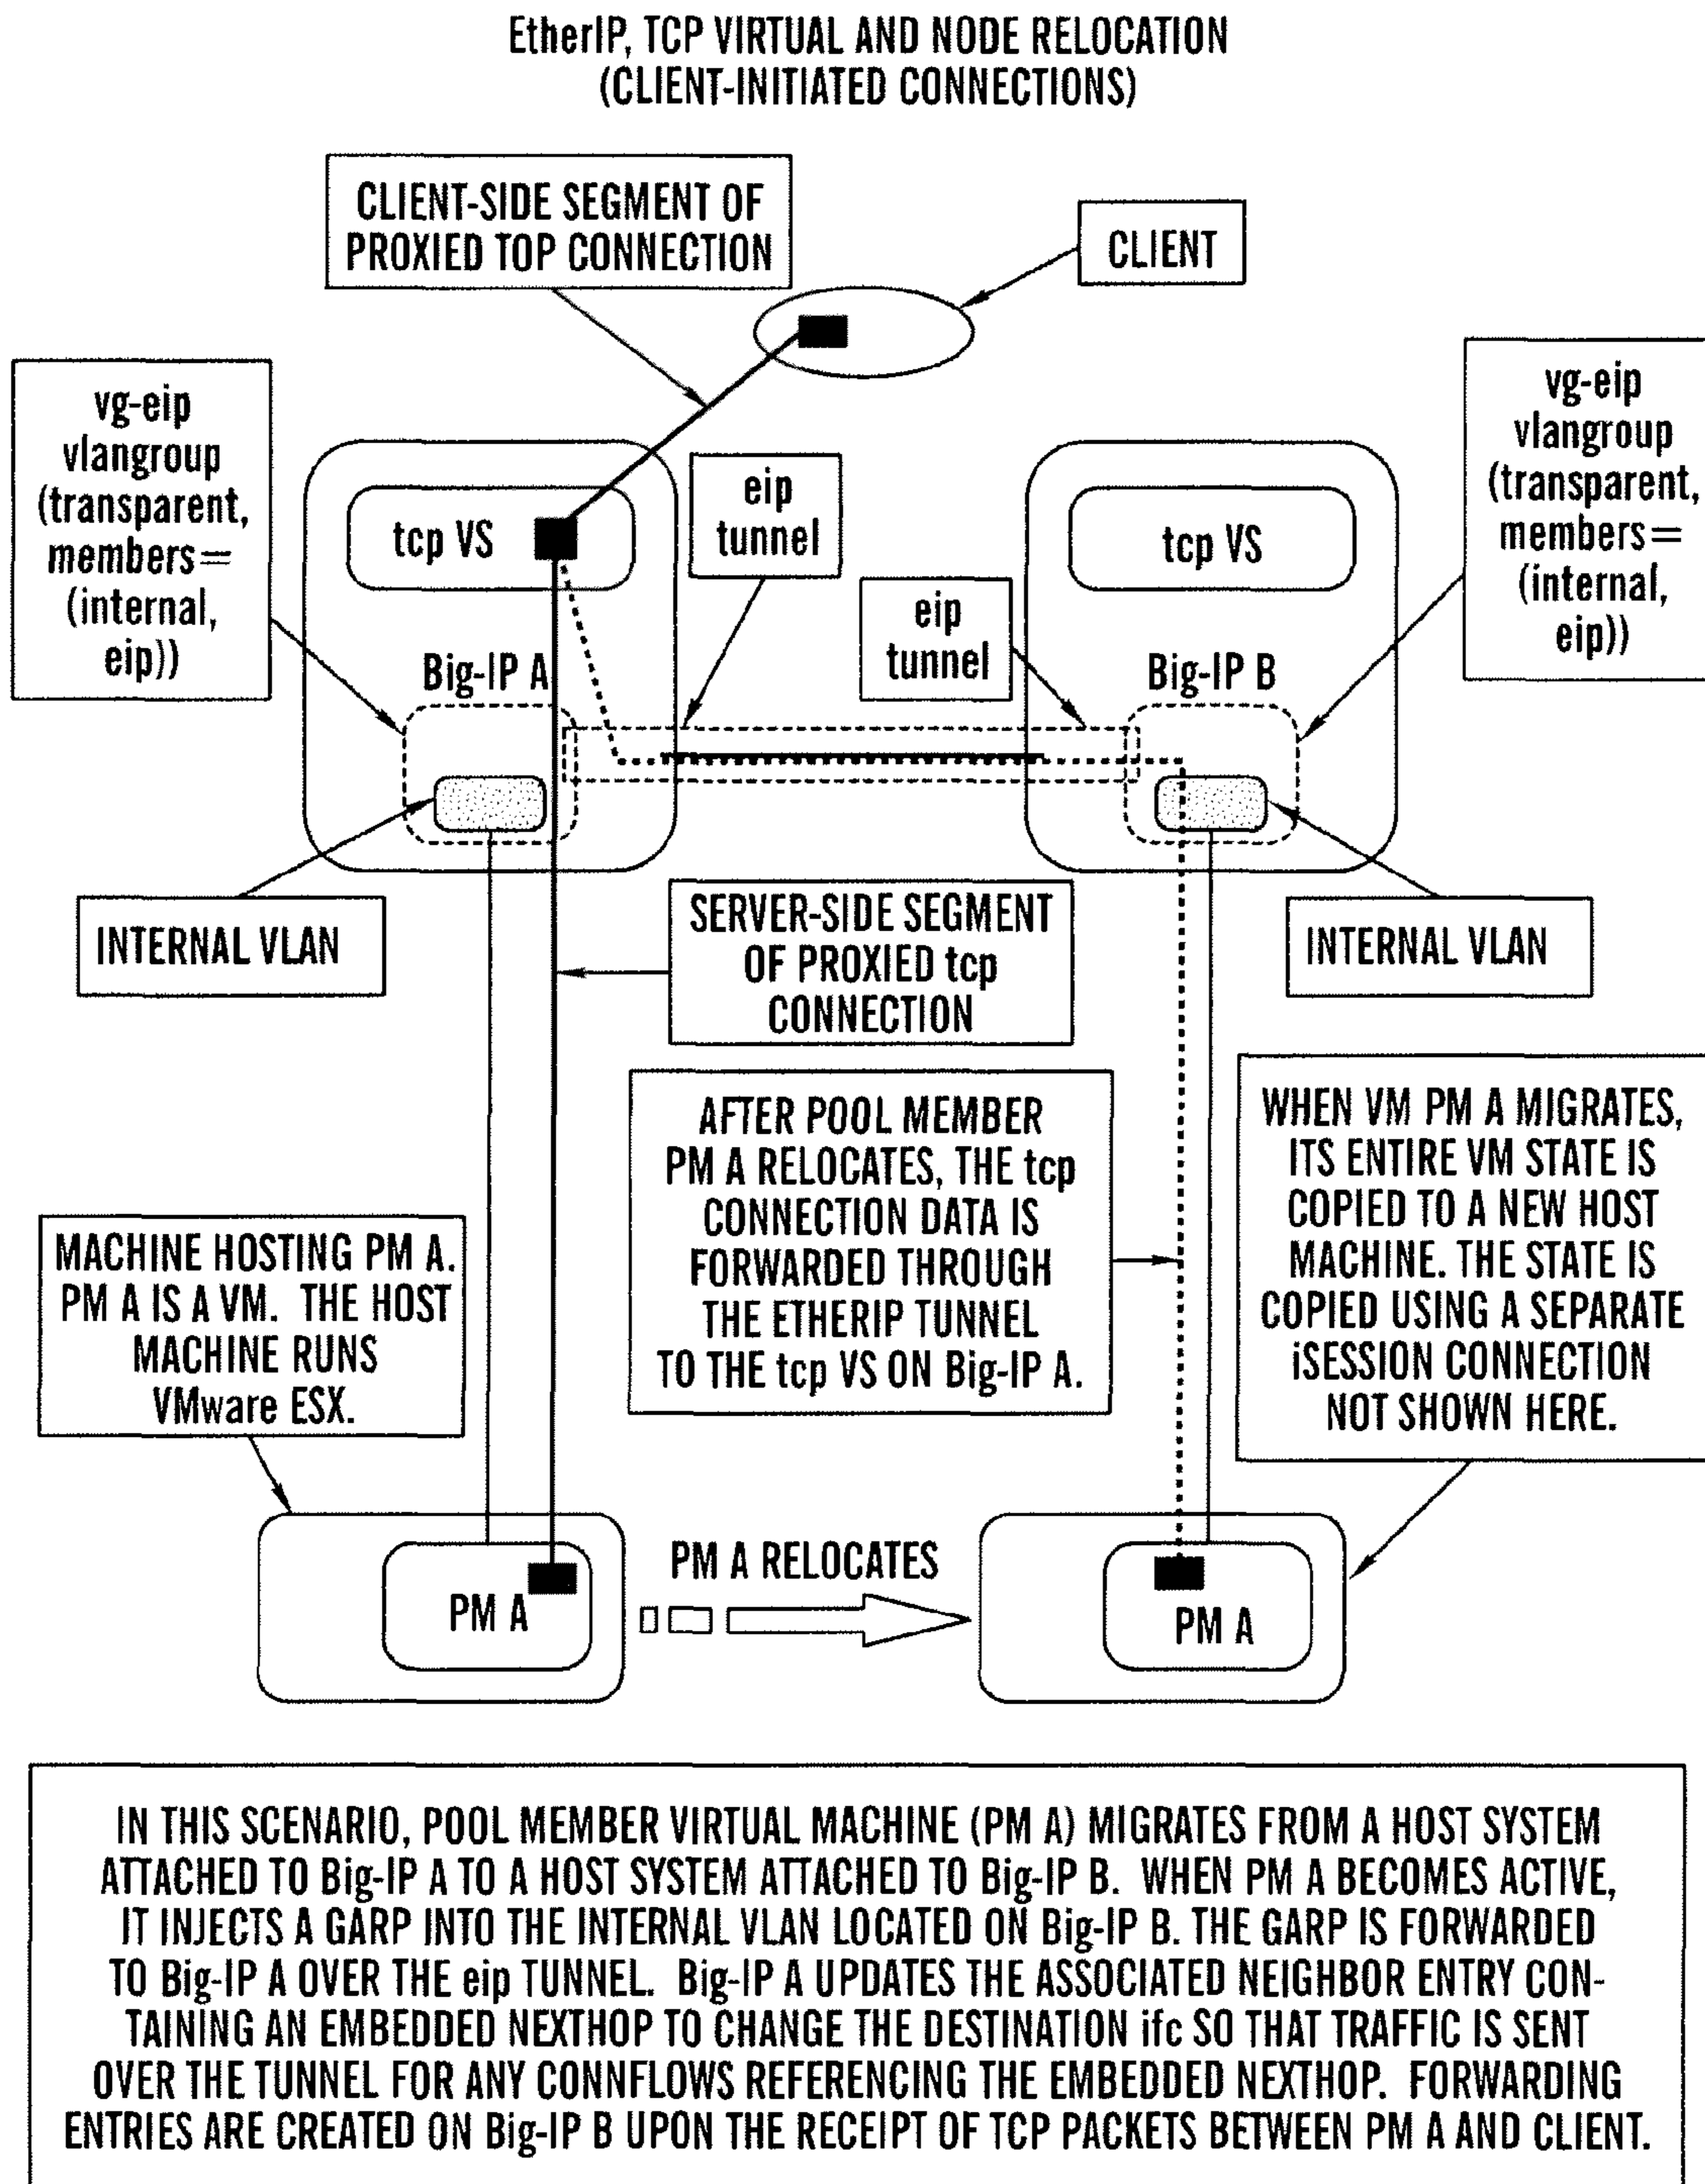 EtherIP, TCP VIRTUAL AND NODE RELOCATION
(CLIENT-INITIATED CONNECTIONS)
CLIENT-SIDE SEGMENT OF
PROXIED TOP CONNECTION
CLIENT
vg-eip
vlangroup
(transparent,
members=
(internal,
eip))
tcp VS
eip
tunnel
eip
tunnel
tcp VS
vg-eip
vlangroup
(transparent,
members=
(internal,
eip))
Big-IP A
Big-IP B
INTERNAL VLAN
SERVER-SIDE SEGMENT
OF PROXIED tcp
CONNECTION
INTERNAL VLAN
AFTER POOL MEMBER
PM A RELOCATES, THE tcp
CONNECTION DATA IS
FORWARDED THROUGH
THE ETHERIP TUNNEL
TO THE tcp VS ON Big-IP A.
WHEN VM PM A MIGRATES,
ITS ENTIRE VM STATE IS
COPIED TO A NEW HOST
MACHINE. THE STATE IS
COPIED USING A SEPARATE
iSESSION CONNECTION
NOT SHOWN HERE.
MACHINE HOSTING PM A.
PM A IS A VM. THE HOST
MACHINE RUNS
VMware ESX.
PM A
PM A RELOCATES
PM A
IN THIS SCENARIO, POOL MEMBER VIRTUAL MACHINE (PM A) MIGRATES FROM A HOST SYSTEM
ATTACHED TO Big-IP A TO A HOST SYSTEM ATTACHED TO Big-IP B. WHEN PM A BECOMES ACTIVE,
IT INJECTS A GARP INTO THE INTERNAL VLAN LOCATED ON Big-IP B. THE GARP IS FORWARDED
TO Big-IP A OVER THE eip TUNNEL. Big-IP A UPDATES THE ASSOCIATED NEIGHBOR ENTRY CON-
TAINING AN EMBEDDED NEXTHOP TO CHANGE THE DESTINATION ifc SO THAT TRAFFIC IS SENT
OVER THE TUNNEL FOR ANY CONNFLOWS REFERENCING THE EMBEDDED NEXTHOP. FORWARDING
ENTRIES ARE CREATED ON Big-IP B UPON THE RECEIPT OF TCP PACKETS BETWEEN PM A AND CLIENT.